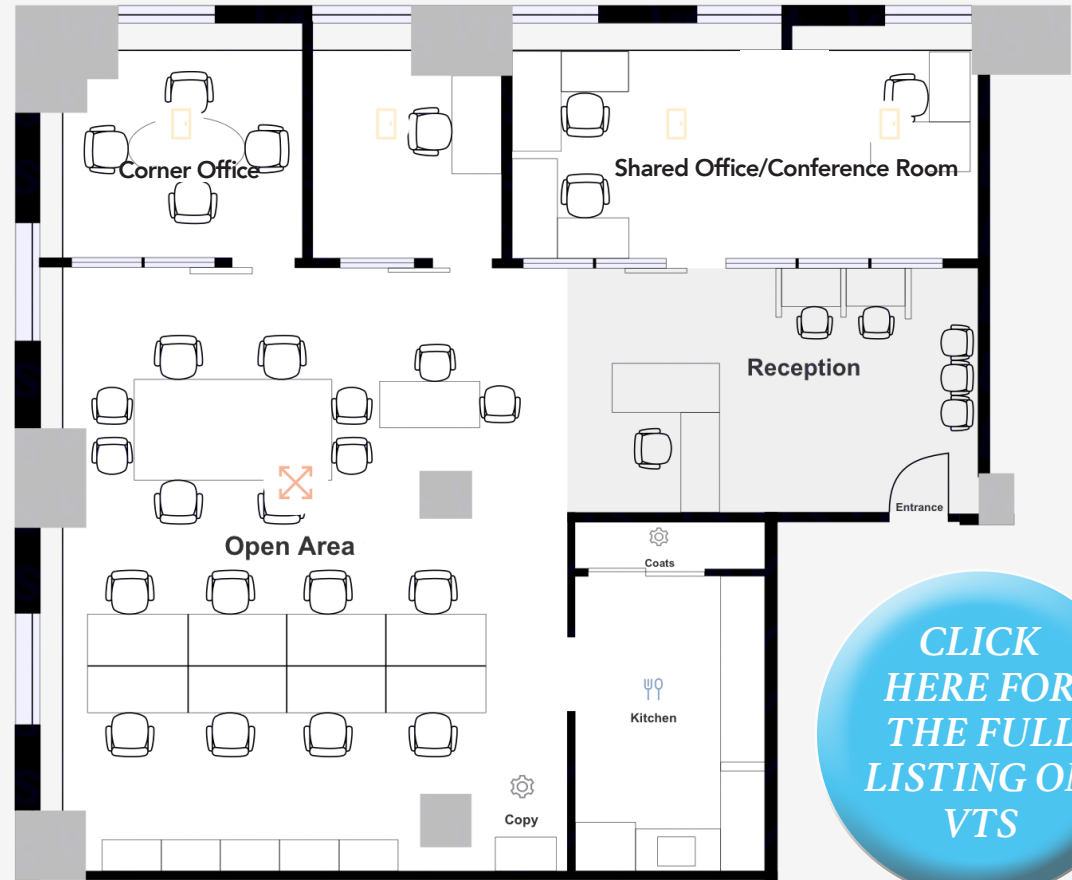 Corner Office
Shared Office/Conference Room
Reception
Entrance
Open Area
Coats
Kitchen
Copy
CLICK
HERE FOR
THE FULL
LISTING ON
VTS